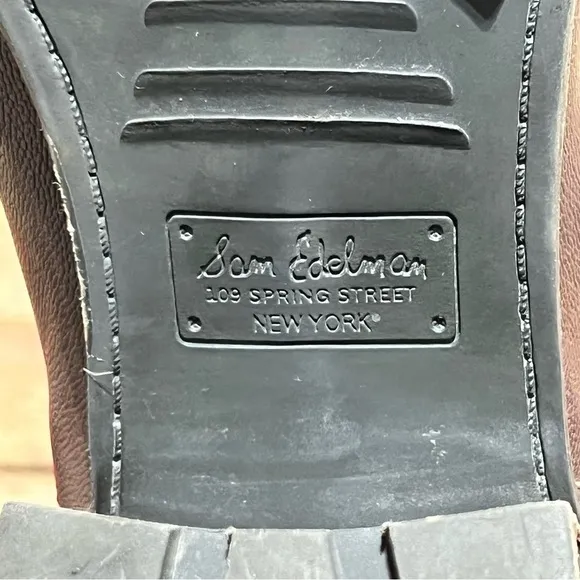 Sam Edelman
109 SPRING STREET
NEW YORK®